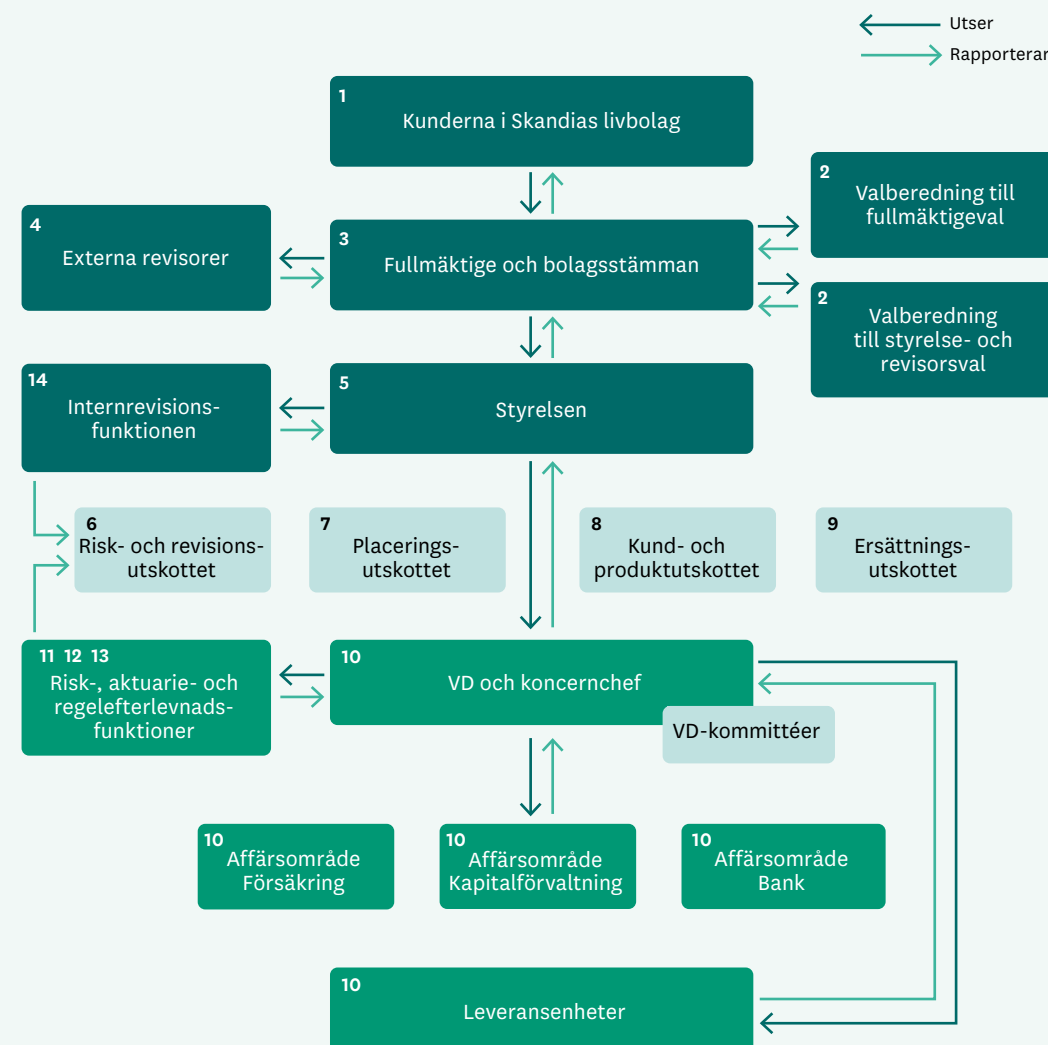 Utser
Rapporterar
1
Kunderna i Skandias livbolag
2
Valberedning till
fullmäktigeval
4
Externa revisorer
3
Fullmäktige och bolagsstämman
2
Valberedning
till styrelse- och
revisorsval
14
Internrevisions-
funktionen
5
Styrelsen
6
Risk- och revisions-
utskottet
7
Placerings-
utskottet
8
Kund- och
produktutskottet
9
Ersättnings-
utskottet
11 12 13
Risk-, aktuarie- och
regelefterlevnads-
funktioner
10
VD och koncernchef
VD-kommittéer
10
Affärsområde
Försäkring
10
Affärsområde
Kapitalförvaltning
10
Affärsområde
Bank
10
Leveransenheter